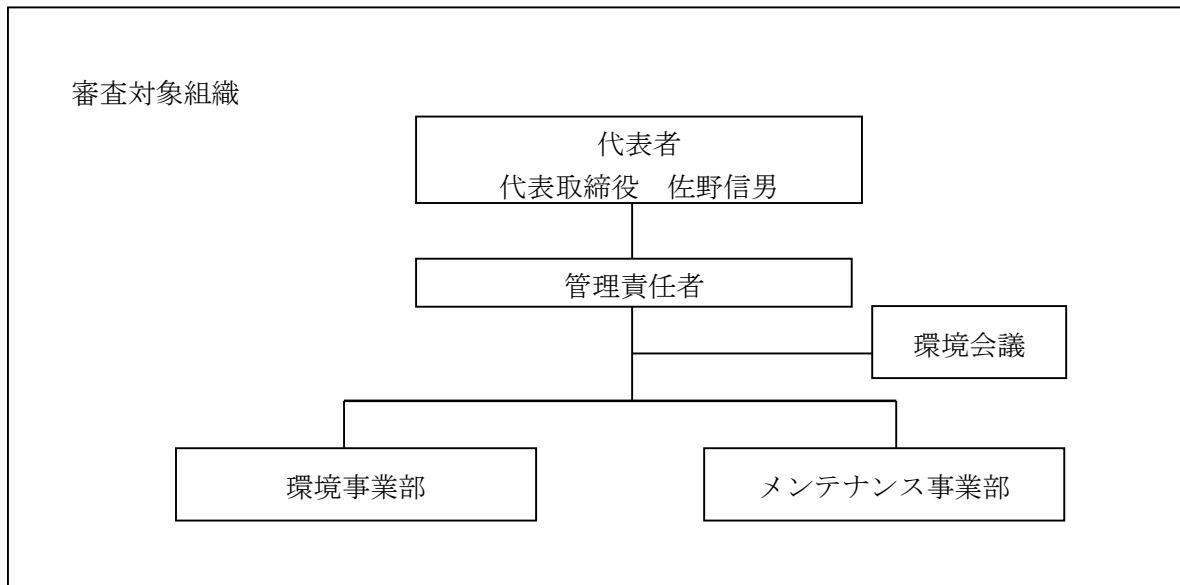 審査対象組織
代表者
代表取締役　佐野信男
管理責任者
環境会議
環境事業部
メンテナンス事業部